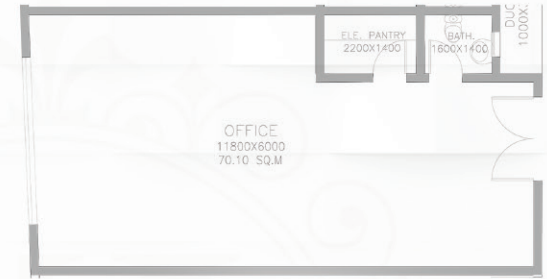 ELE. PANTRY
2200X1400
BATH.
1600X1400
DUC
1000X
OFFICE
11800X6000
70.10 SQ.M